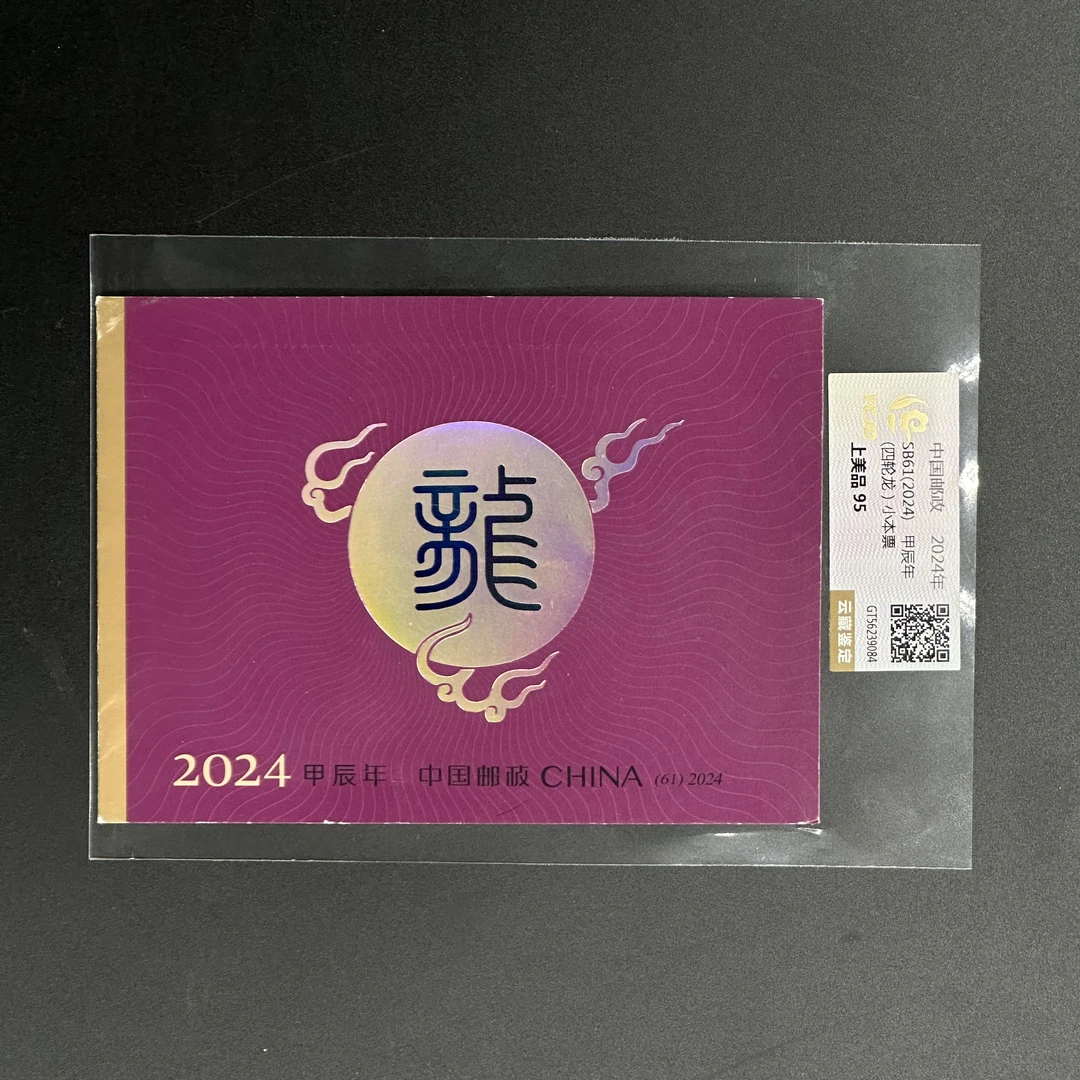 龍
2024 甲辰年 中国邮政 CHINA (61) 2024
中国邮政 2024年
SB61(2024) 甲辰年
(四轮龙) 小本票
上美品 95
GT56239084
云藏鉴定